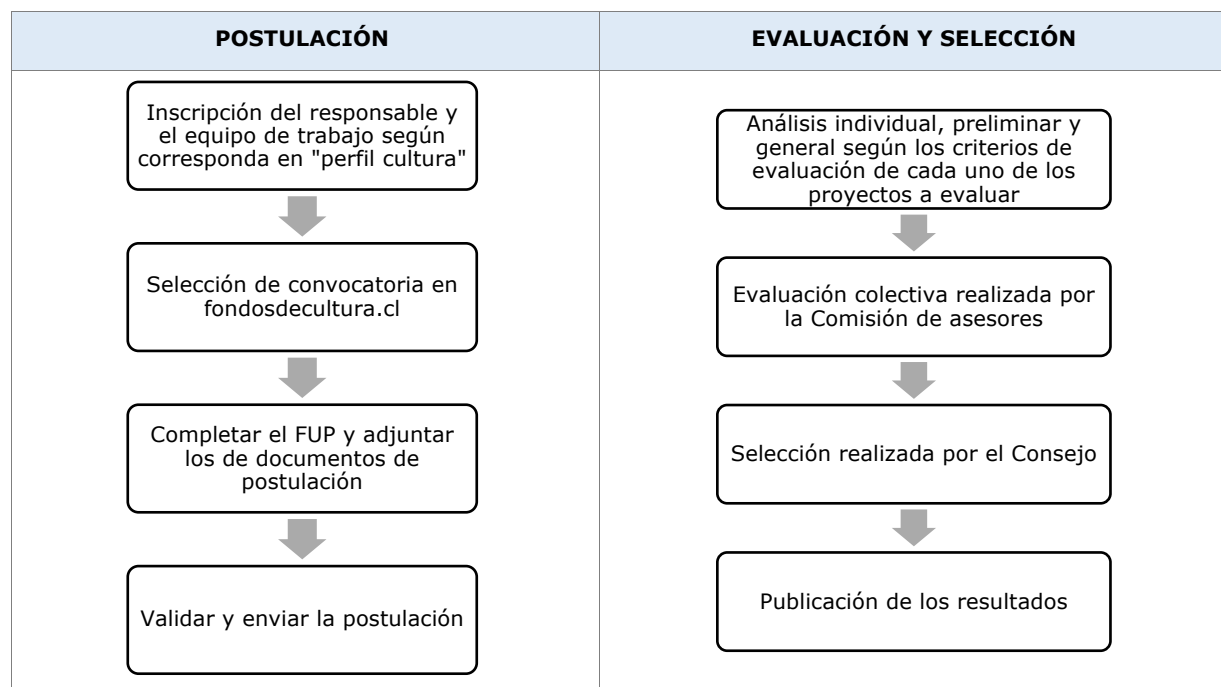 POSTULACIÓN
Inscripción del responsable y
el equipo de trabajo según
corresponda en "perfil cultura"
Selección de convocatoria en
fondosdecultura.cl
Completar el FUP y adjuntar
los de documentos de
postulación
Validar y enviar la postulación
EVALUACIÓN Y SELECCIÓN
Análisis individual, preliminar y
general según los criterios de
evaluación de cada uno de los
proyectos a evaluar
Evaluación colectiva realizada por
la Comisión de asesores
Selección realizada por el Consejo
Publicación de los resultados